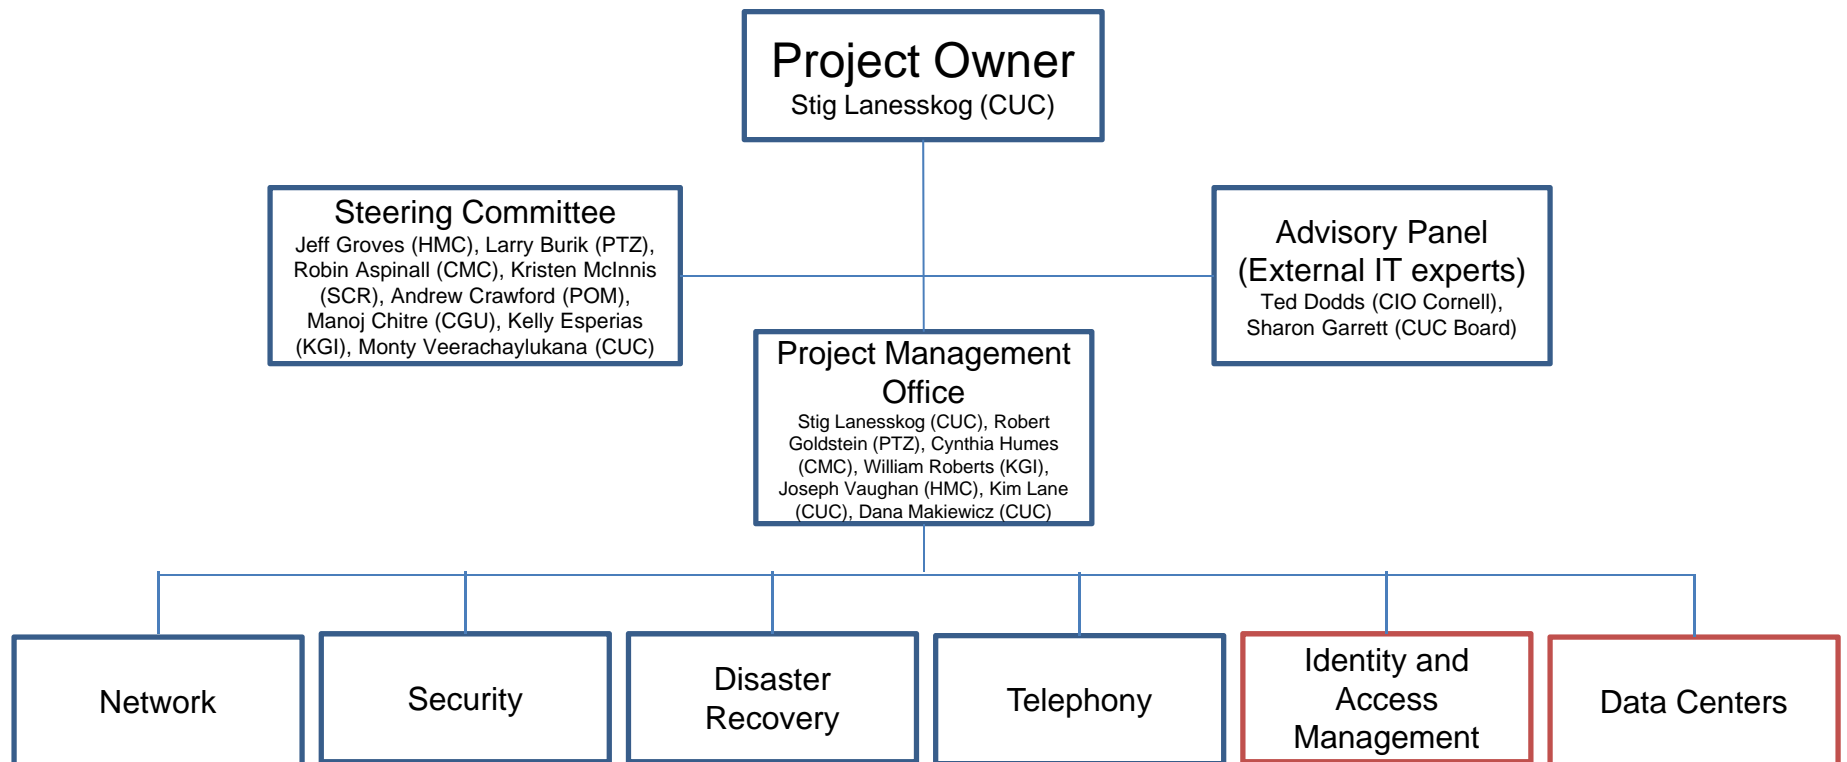 Project Owner
Stig Lanesskog (CUC)
Steering Committee
Jeff Groves (HMC), Larry Burik (PTZ),
Robin Aspinall (CMC), Kristen McInnis
(SCR), Andrew Crawford (POM),
Manoj Chitre (CGU), Kelly Esperias
(KGI), Monty Veerachaylukana (CUC)
Advisory Panel
(External IT experts)
Ted Dodds (CIO Cornell),
Sharon Garrett (CUC Board)
Project Management
Office
Stig Lanesskog (CUC), Robert
Goldstein (PTZ), Cynthia Humes
(CMC), William Roberts (KGI),
Joseph Vaughan (HMC), Kim Lane
(CUC), Dana Makiewicz (CUC)
Network
Security
Disaster
Recovery
Telephony
Identity and
Access
Management
Data Centers